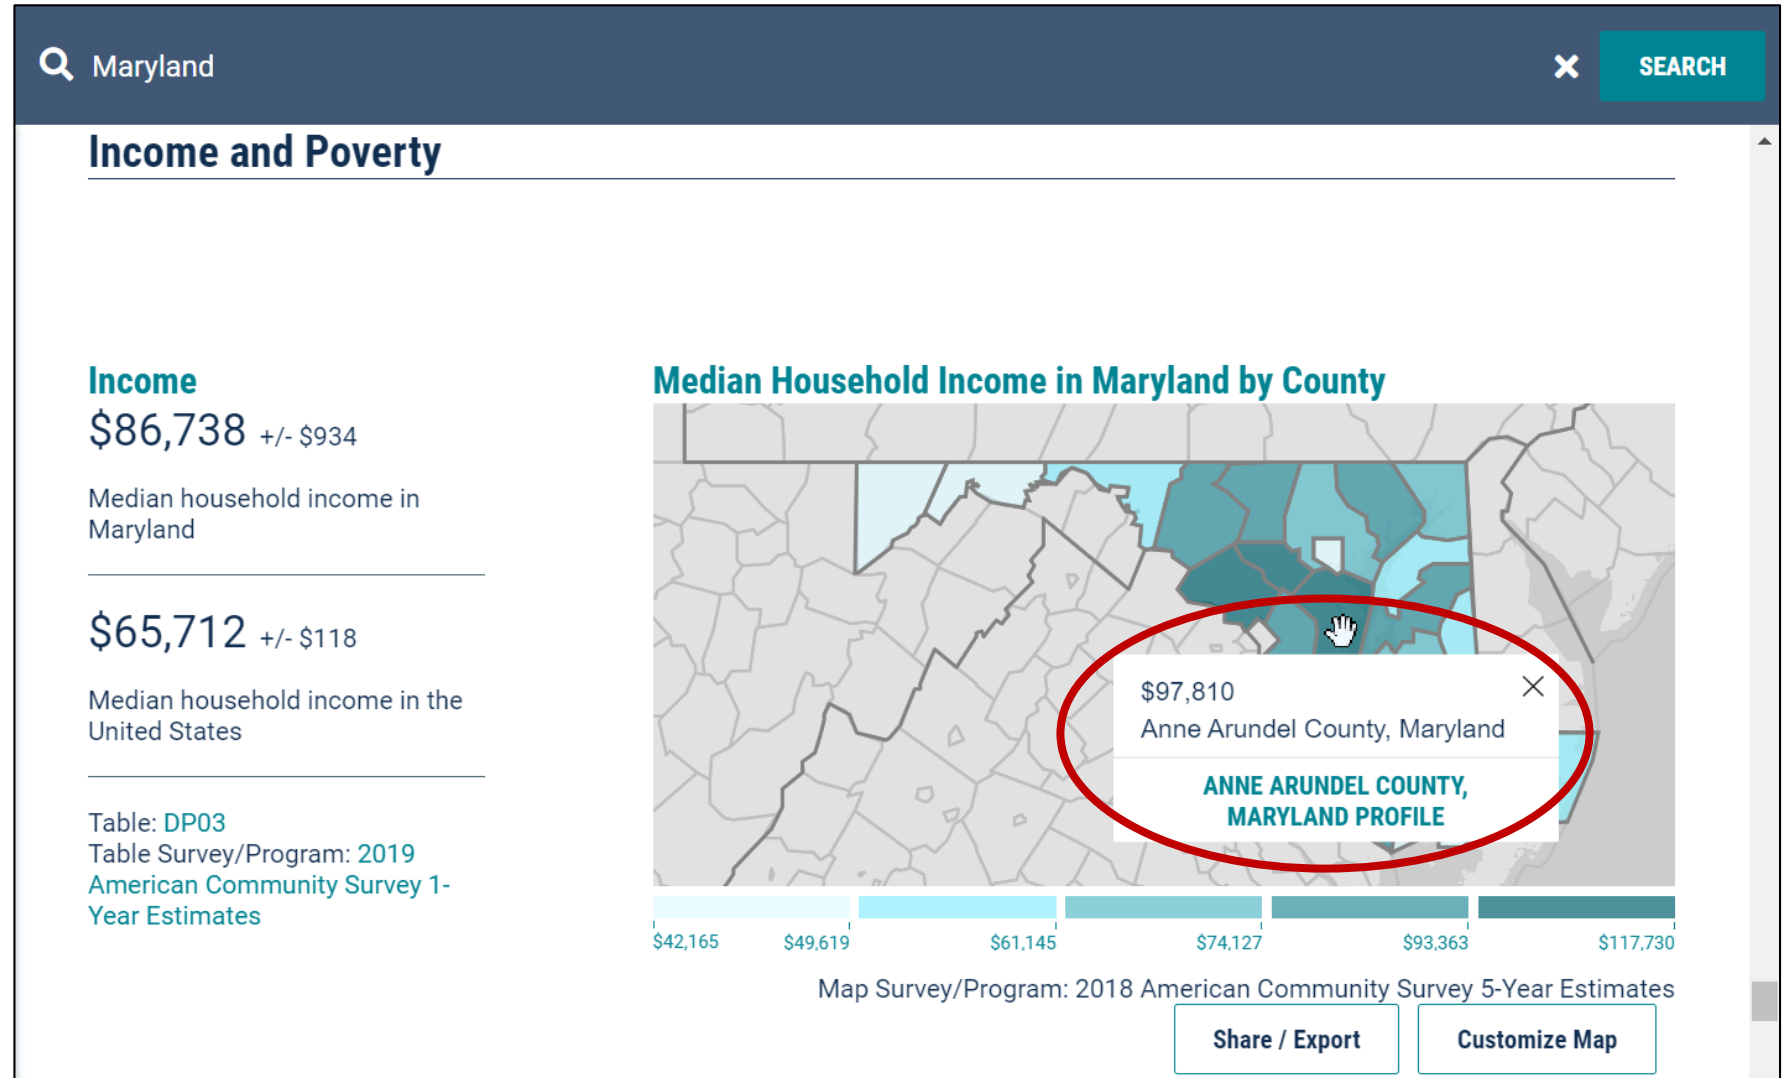 Maryland
SEARCH
Income and Poverty
Income
$86,738 +/- $934
Median household income in
Maryland
$65,712 +/- $118
Median household income in the
United States
Table: DP03
Table Survey/Program: 2019
American Community Survey 1-
Year Estimates
Median Household Income in Maryland by County
$97,810
Anne Arundel County, Maryland
ANNE ARUNDEL COUNTY,
MARYLAND PROFILE
$42,165 $49,619 $61,145 $74,127 $93,363 $117,730
Map Survey/Program: 2018 American Community Survey 5-Year Estimates
Share / Export
Customize Map